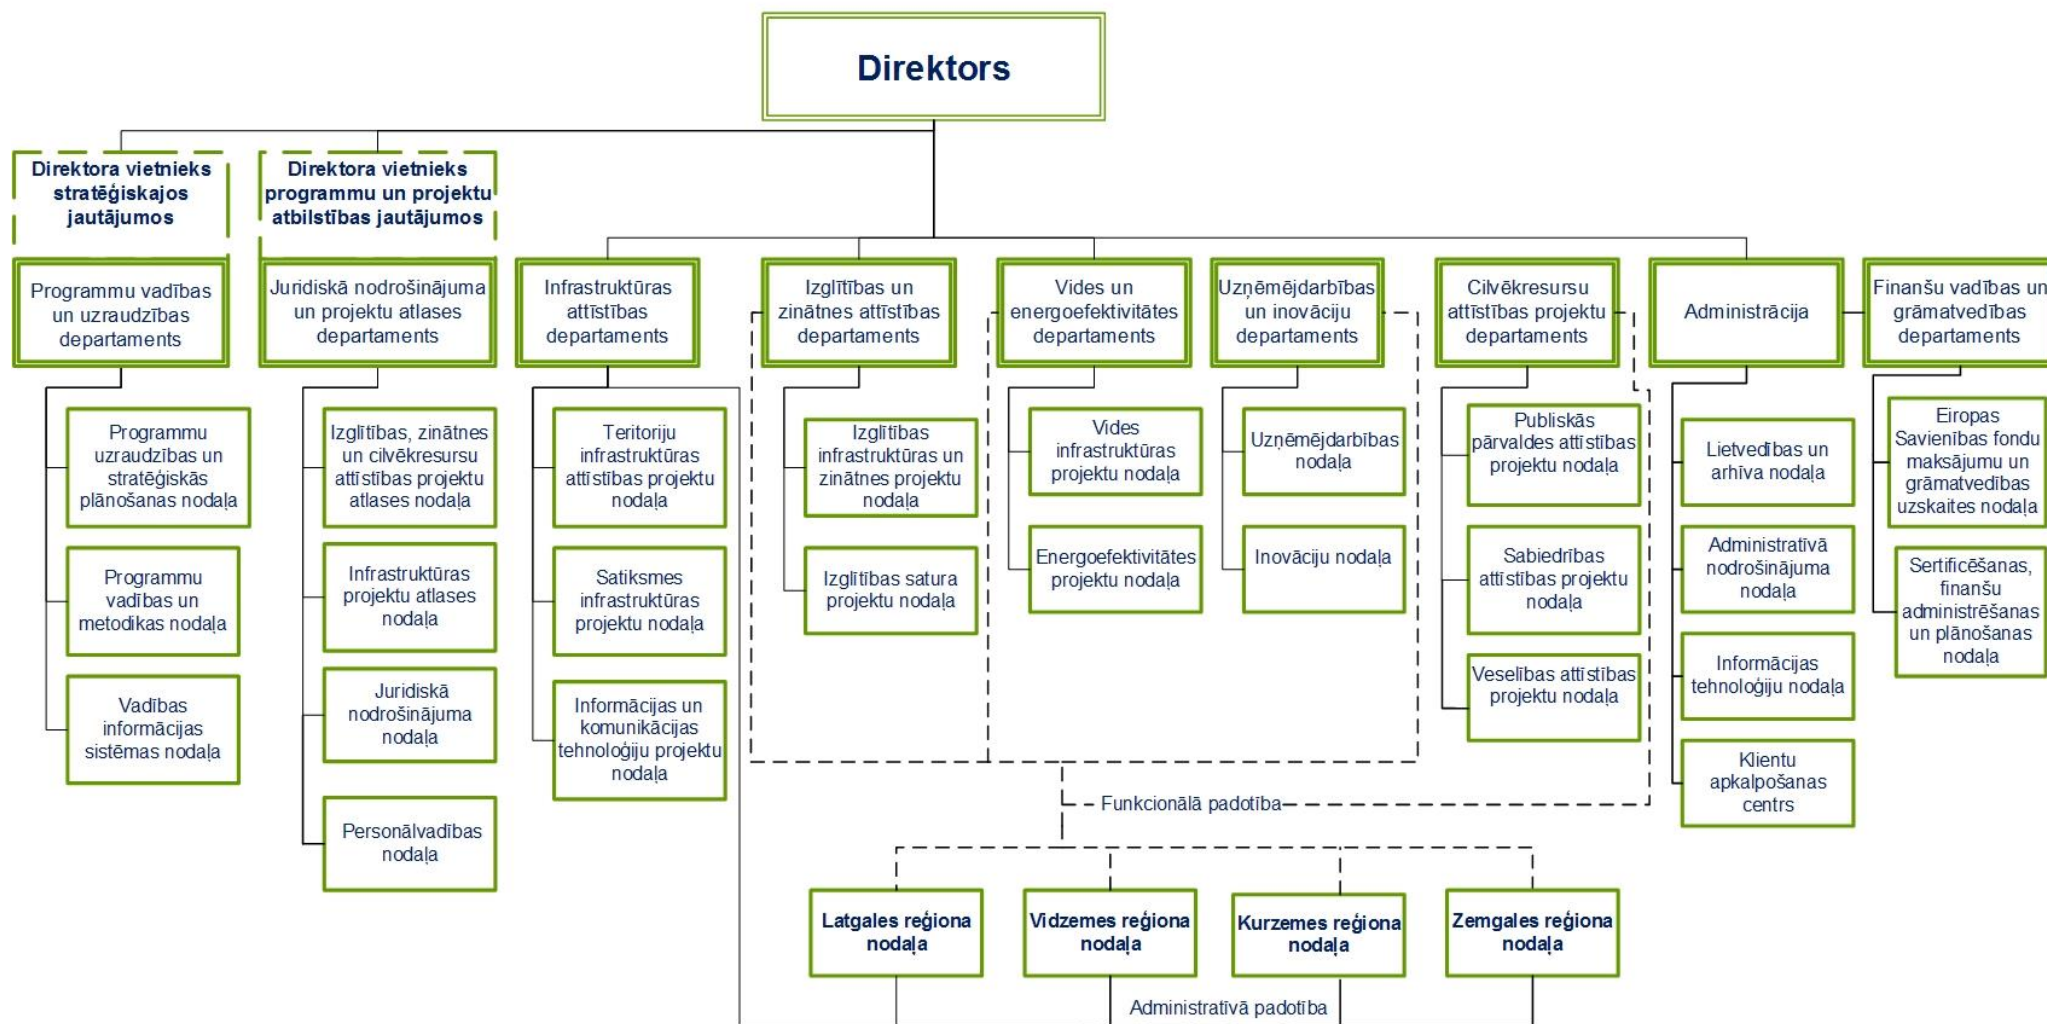 Direktors
Direktora vietnieks
stratēģiskajos
jautājumos
Direktora vietnieks
programmu un projektu
atbilstības jautājumos
Programmu vadības
un uzraudzības
departaments
Juridiskā nodrošinājuma
un projektu atlases
departaments
Infrastruktūras
attīstības
departaments
Izglītības un
zinātnes attīstības
departaments
Vides un
energoefektivitātes
departaments
Uzņēmējdarbības
un inovāciju
departaments
Cilvēkresursu
attīstības projektu
departaments
Administrācija
Finanšu vadības un
grāmatvedības
departaments
Programmu
uzraudzības un
stratēģiskās
plānošanas nodaļa
Programmu
vadības un
metodikas nodaļa
Vadības
informācijas
sistēmas nodaļa
Izglītības, zinātnes
un cilvēkresursu
attīstības projektu
atlases nodaļa
Infrastruktūras
projektu atlases
nodaļa
Juridiskā
nodrošinājuma
nodaļa
Personālvadības
nodaļa
Teritoriju
infrastruktūras
attīstības projektu
nodaļa
Satiksmes
infrastruktūras
projektu nodaļa
Informācijas un
komunikācijas
tehnoloģiju projektu
nodaļa
Izglītības
infrastruktūras un
zinātnes projektu
nodaļa
Izglītības satura
projektu nodaļa
Vides
infrastruktūras
projektu nodaļa
Energoefektivitātes
projektu nodaļa
Uzņēmējdarbības
nodaļa
Inovāciju nodaļa
Publiskās
pārvaldes attīstības
projektu nodaļa
Sabiedrības
attīstības projektu
nodaļa
Veselības attīstības
projektu nodaļa
Lietvedības un
arhīva nodaļa
Administratīvā
nodrošinājuma
nodaļa
Informācijas
tehnoloģiju nodaļa
Klientu
apkalpošanas
centrs
Eiropas
Savienības fondu
maksājumu un
grāmatvedības
uzskaites nodaļa
Sertificēšanas,
finanšu
administrēšanas
un plānošanas
nodaļa
Funkcionālā padotība
Latgales reģiona
nodaļa
Vidzemes reģiona
nodaļa
Kurzemes reģiona
nodaļa
Zemgales reģiona
nodaļa
Administratīvā padotība